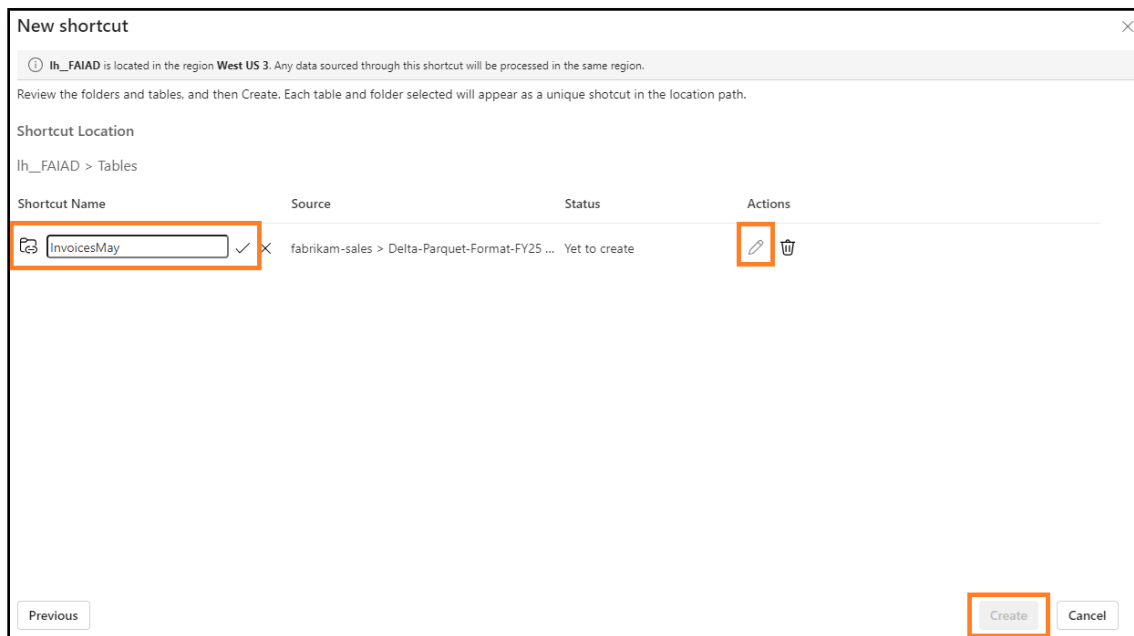 New shortcut
lh_FAIAD is located in the region West US 3. Any data sourced through this shortcut will be processed in the same region.
Review the folders and tables, and then Create. Each table and folder selected will appear as a unique shotcut in the location path.
Shortcut Location
lh_FAIAD > Tables
Shortcut Name Source Status Actions
InvoicesMay fabrikam-sales > Delta-Parquet-Format-FY25 ... Yet to create
Previous Create Cancel